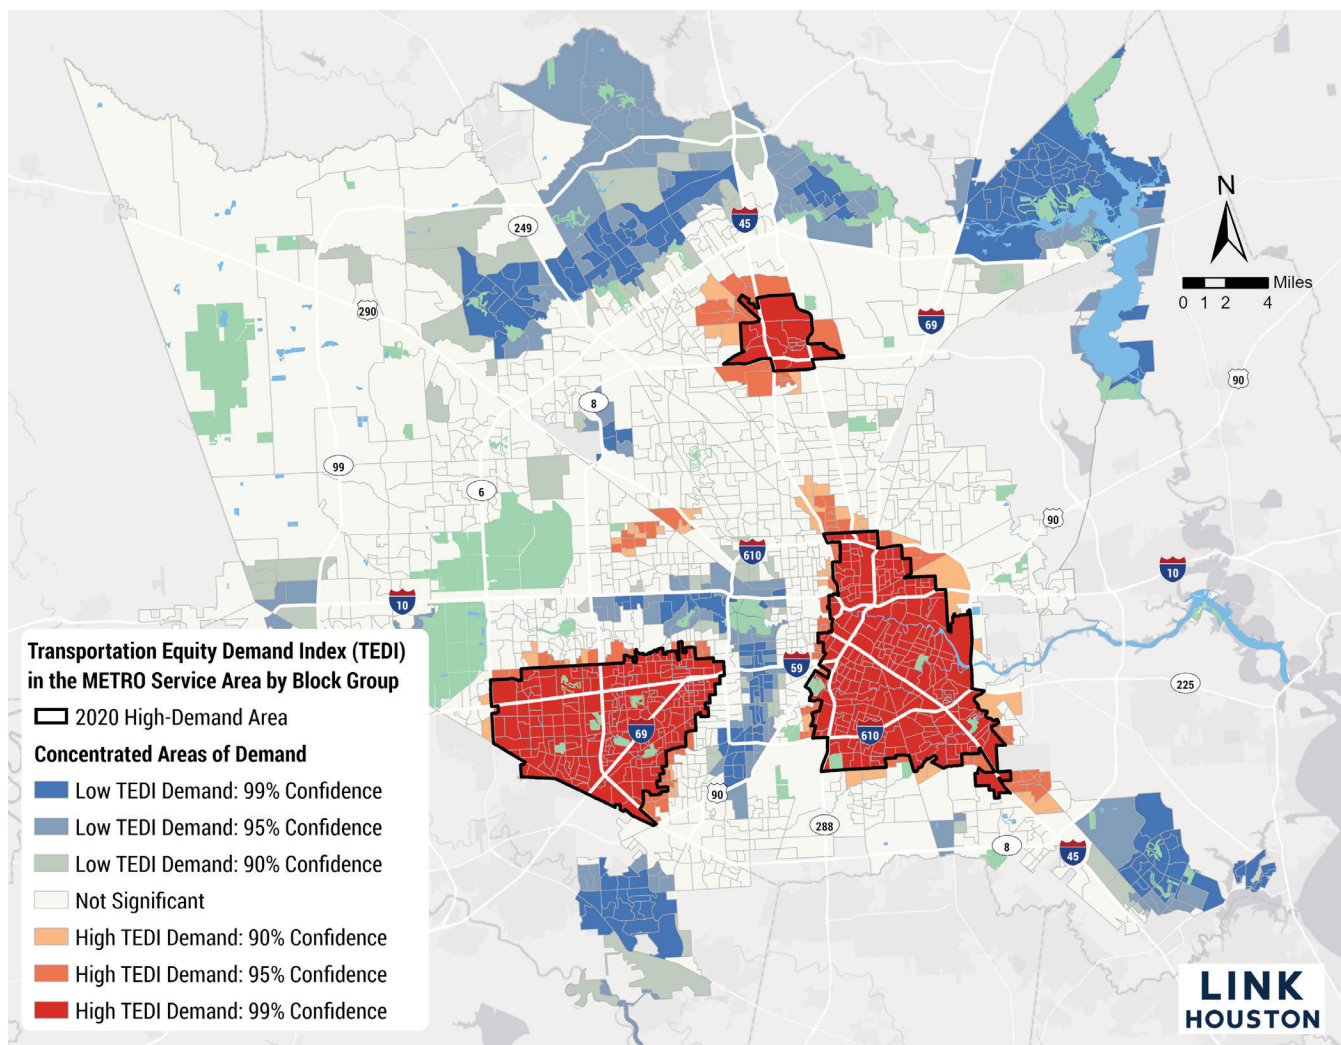 249
45
N
Miles
0 1 2 4
290
69
90
8
99
6
90
610
10
10
Transportation Equity Demand Index (TEDI)
in the METRO Service Area by Block Group
2020 High-Demand Area
Concentrated Areas of Demand
Low TEDI Demand: 99% Confidence
Low TEDI Demand: 95% Confidence
Low TEDI Demand: 90% Confidence
Not Significant
High TEDI Demand: 90% Confidence
High TEDI Demand: 95% Confidence
High TEDI Demand: 99% Confidence
59
225
69
610
90
288
8
45
LINK
HOUSTON